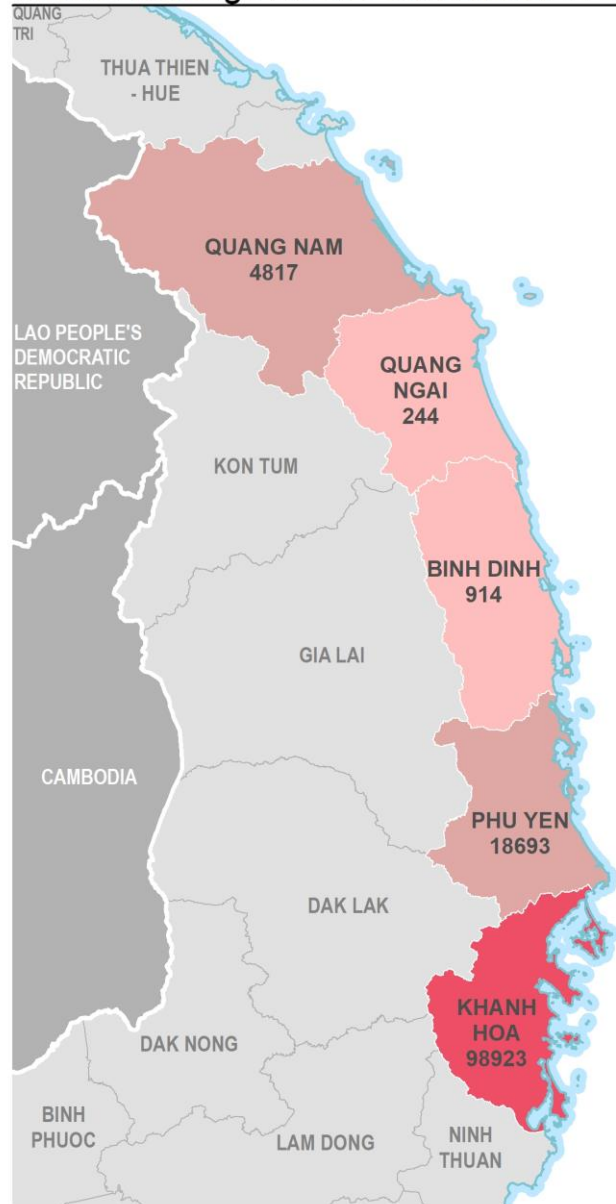 QUANG
TRI
THUA THIEN
- HUE
QUANG NAM
4817
LAO PEOPLE'S
DEMOCRATIC
REPUBLIC
QUANG
NGAI
244
KON TUM
BINH DINH
914
GIA LAI
CAMBODIA
PHU YEN
18693
DAK LAK
KHANH
HOA
98923
DAK NONG
BINH
PHUOC
LAM DONG
NINH
THUAN